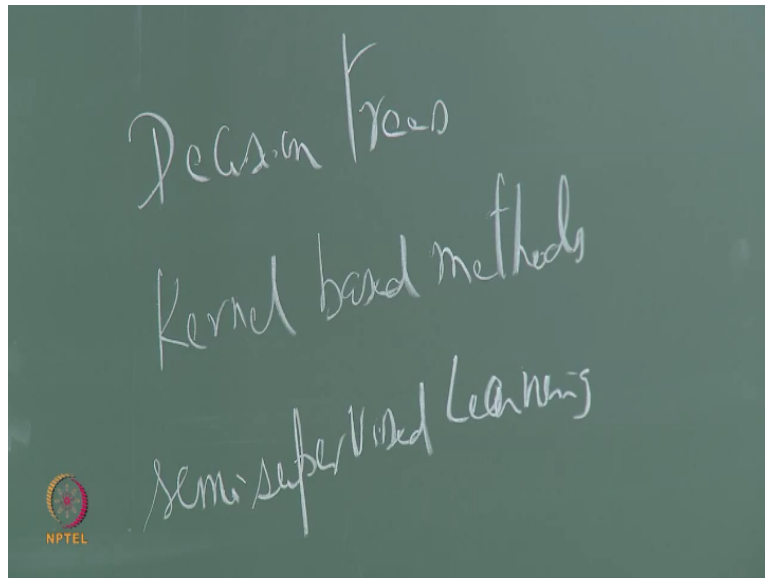 Decision Trees
Kernel based methods
semi supervised Learning
NPTEL